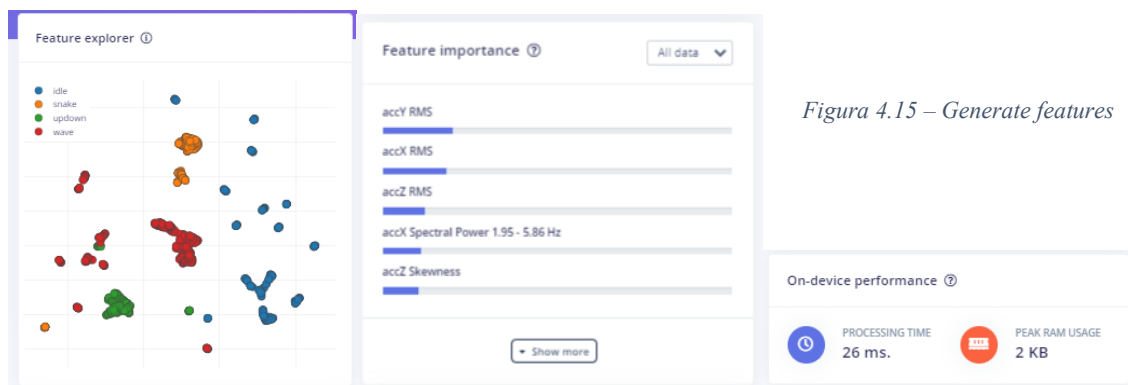 Feature explorer
idle
snake
updown
wave
Feature importance
All data
accY RMS
accX RMS
accZ RMS
accX Spectral Power 1.95 - 5.86 Hz
accZ Skewness
Show more
Figura 4.15 – Generate features
On-device performance
PROCESSING TIME
26 ms.
PEAK RAM USAGE
2 KB